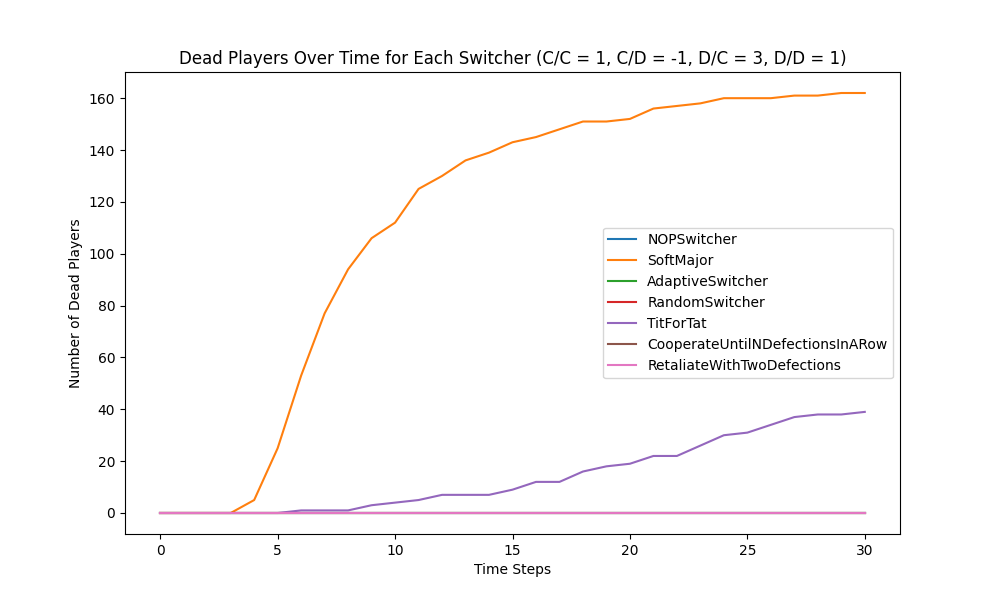 Dead Players Over Time for Each Switcher (C/C = 1, C/D = -1, D/C = 3, D/D = 1)
160
140
120
100
80
60
40
20
0
Number of Dead Players
NOPSwitcher
SoftMajor
AdaptiveSwitcher
RandomSwitcher
TitForTat
CooperateUntilNDefectionsInARow
RetaliateWithTwoDefections
0 5 10 15 20 25 30
Time Steps